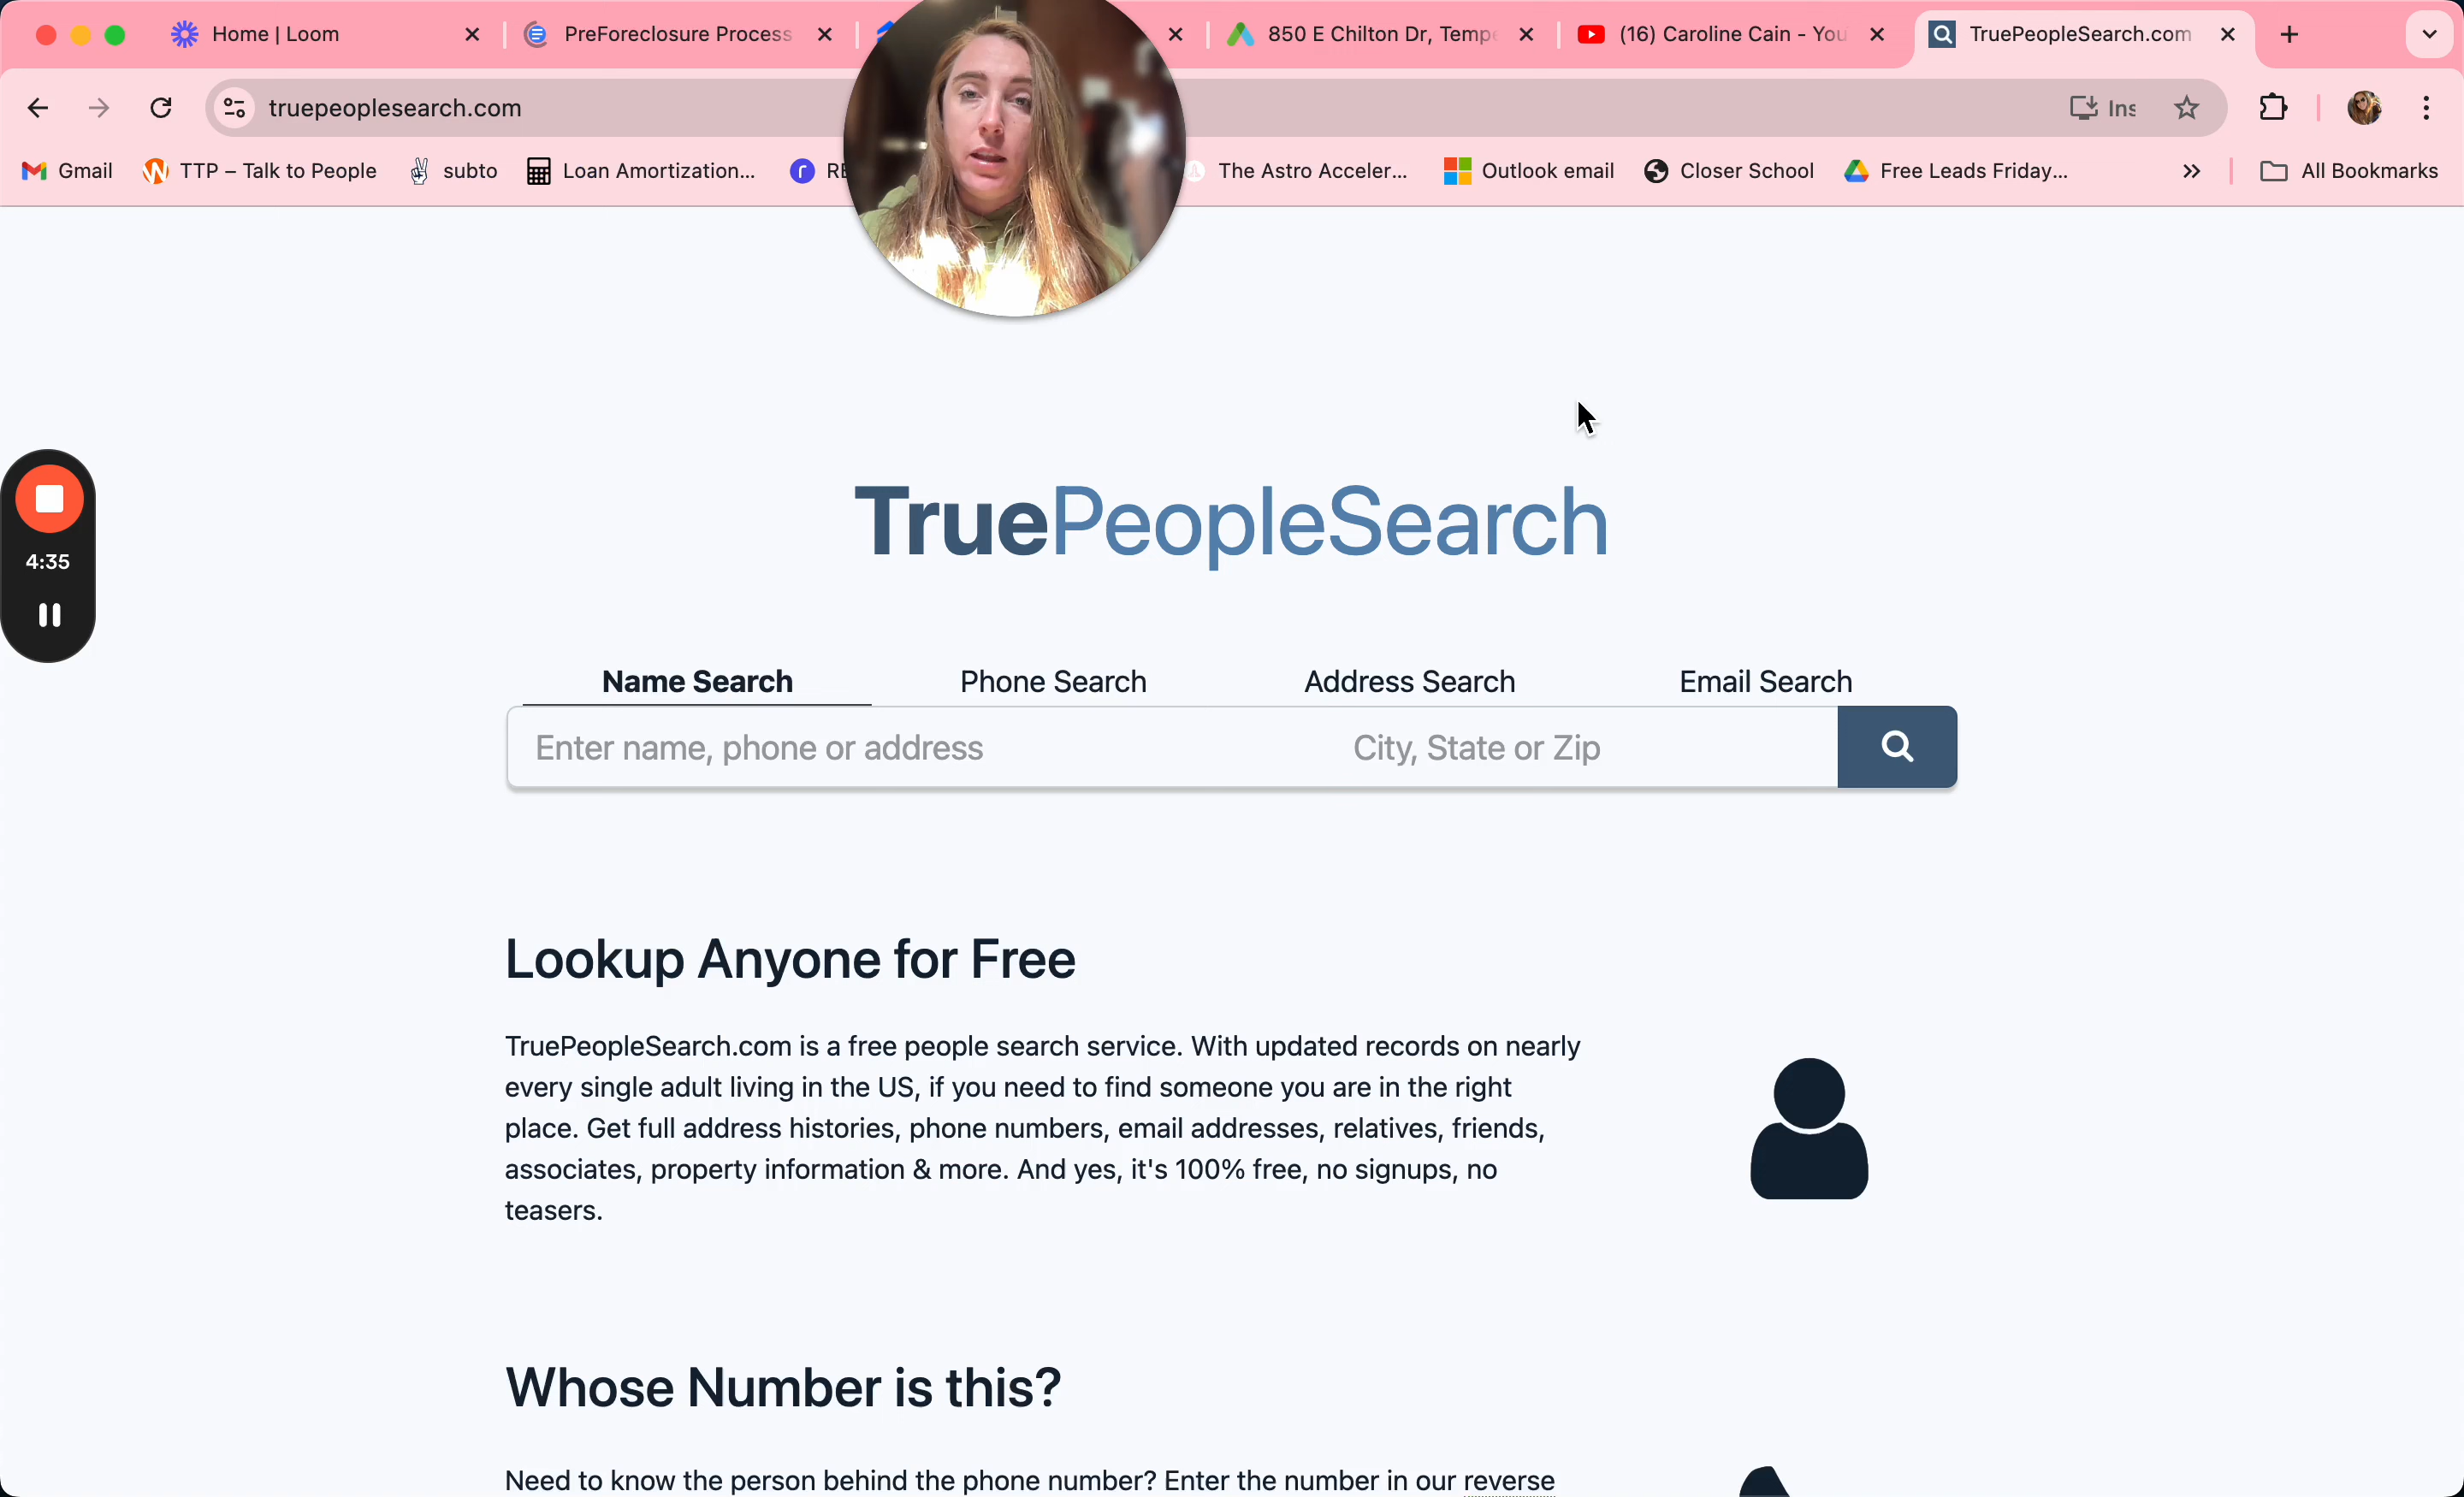 Home | Loom
PreForeclosure Process
850 E Chilton Dr, Tempe
(16) Caroline Cain - You
TruePeopleSearch.com
truepeoplesearch.com
Ins
Gmail
TTP – Talk to People
subto
Loan Amortization...
The Astro Acceler...
Outlook email
Closer School
Free Leads Friday...
All Bookmarks
4:35
TruePeopleSearch
Name Search
Phone Search
Address Search
Email Search
Enter name, phone or address
City, State or Zip
Lookup Anyone for Free
TruePeopleSearch.com is a free people search service. With updated records on nearly
every single adult living in the US, if you need to find someone you are in the right
place. Get full address histories, phone numbers, email addresses, relatives, friends,
associates, property information & more. And yes, it's 100% free, no signups, no
teasers.
Whose Number is this?
Need to know the person behind the phone number? Enter the number in our reverse